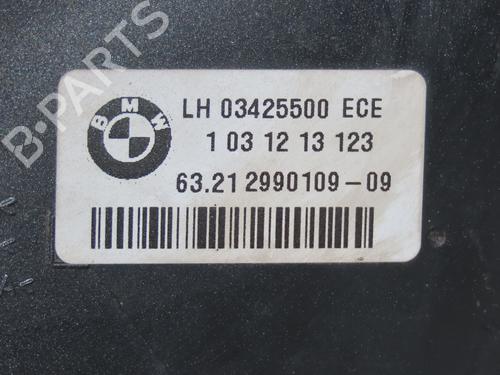 B-PARTS
BMW
LH 03425500 ECE
1 03 12 13 123
63.21 2990109-09